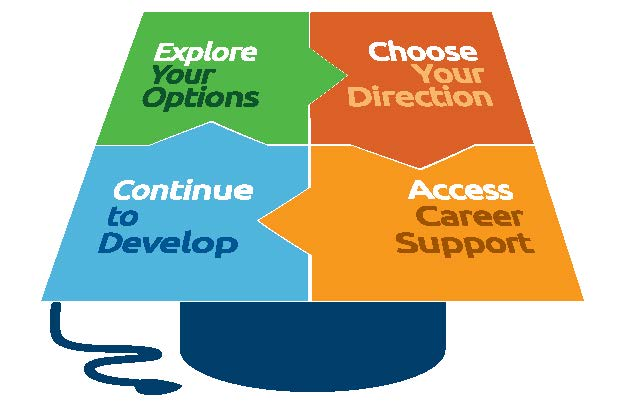 Explore
Your
Options
Choose
Your
Direction
Continue
to
Develop
Access
Career
Support